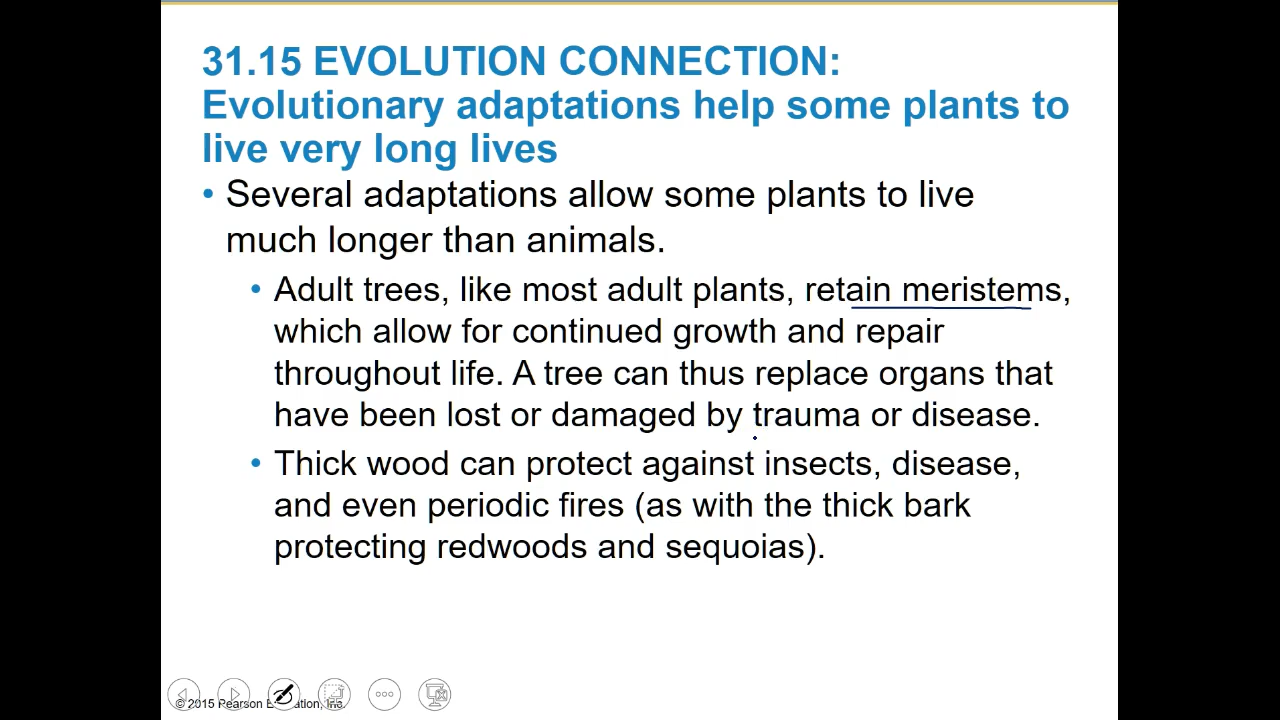 31.15 EVOLUTION CONNECTION:
Evolutionary adaptations help some plants to
live very long lives
• Several adaptations allow some plants to live
much longer than animals.
• Adult trees, like most adult plants, retain meristems,
which allow for continued growth and repair
throughout life. A tree can thus replace organs that
have been lost or damaged by trauma or disease.
• Thick wood can protect against insects, disease,
and even periodic fires (as with the thick bark
protecting redwoods and sequoias).
© 2015 Pearson Inc.